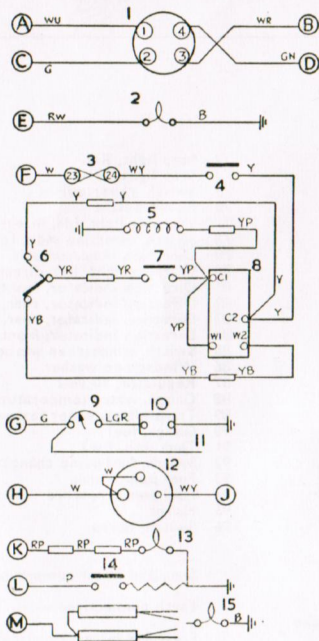 1
A WU 1 4 WR B
C G 2 3 GN D
2
E RW B
3
F W 23 24 WY Y
4
Y Y
5
YP
Y 6 7 8
YR YR YP C1
Y
C2 Y
YB YP W1 W2
YB YB
9 10
G G LGR
11
12
W
H W WY J
13
K RP RP RP
14
L P
15
M B